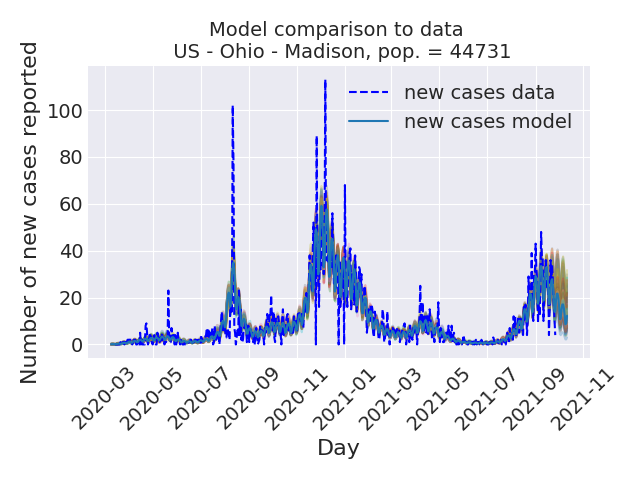 Model comparison to data
US - Ohio - Madison, pop. = 44731
Number of new cases reported
100
80
60
40
20
0
new cases data
new cases model
2020-03
2020-05
2020-07
2020-09
2020-11
2021-01
2021-03
2021-05
2021-07
2021-09
2021-11
Day